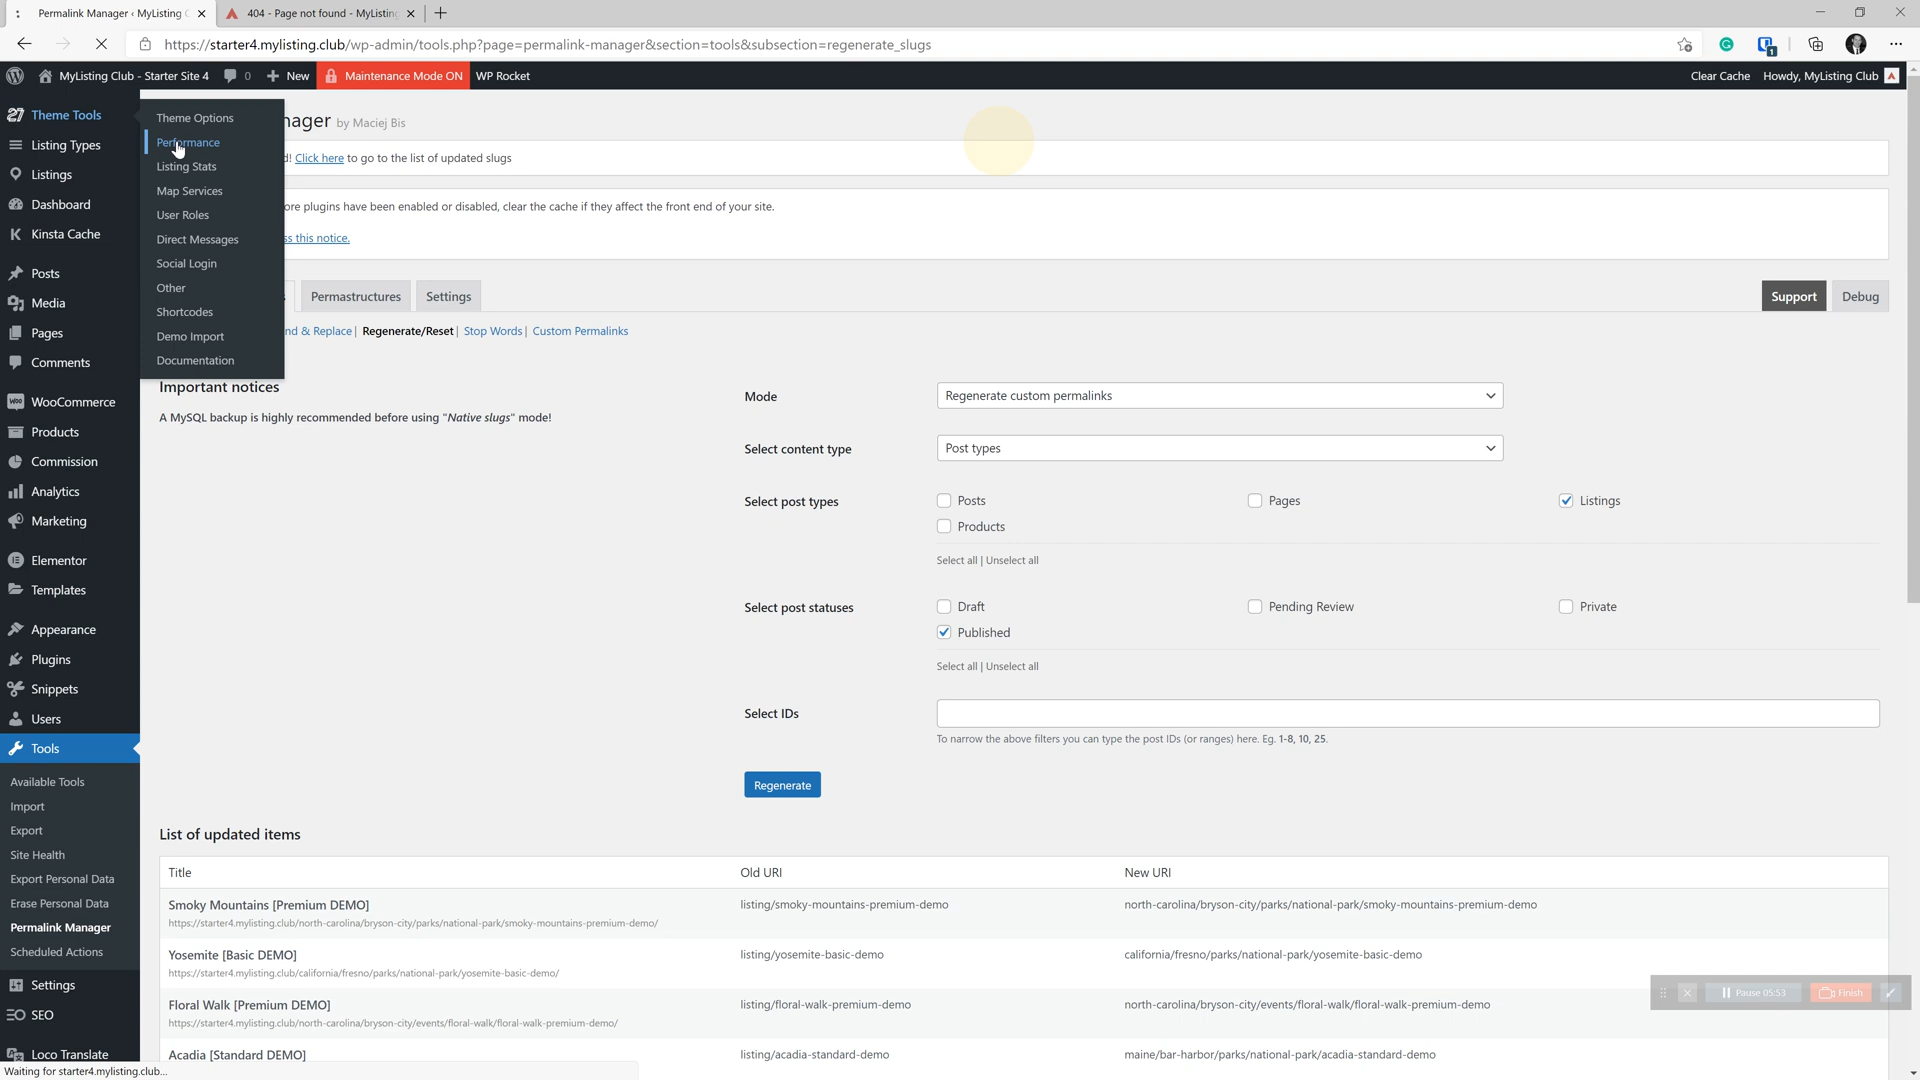 Permalink Manager ‹ MyListing C
404 - Page not found - MyListing
https://starter4.mylisting.club/wp-admin/tools.php?page=permalink-manager&section=tools&subsection=regenerate_slugs
MyListing Club - Starter Site 4
0
New
Maintenance Mode ON
WP Rocket
Clear Cache
Howdy, MyListing Club
27 Theme Tools
Listing Types
Listings
Dashboard
Kinsta Cache
Posts
Media
Pages
Comments
WooCommerce
Products
Commission
Analytics
Marketing
Elementor
Templates
Appearance
Plugins
Snippets
Users
Tools
Available Tools
Import
Export
Site Health
Export Personal Data
Erase Personal Data
Permalink Manager
Scheduled Actions
Settings
SEO
Loco Translate
Waiting for starter4.mylisting.club...
Theme Options
Performance
Listing Stats
Map Services
User Roles
Direct Messages
Social Login
Other
Shortcodes
Demo Import
Documentation
nager by Maciej Bis
d! Click here to go to the list of updated slugs
ore plugins have been enabled or disabled, clear the cache if they affect the front end of your site.
ss this notice.
s
Permastructures
Settings
Support
Debug
nd & Replace | Regenerate/Reset | Stop Words | Custom Permalinks
Important notices
A MySQL backup is highly recommended before using "Native slugs" mode!
Mode
Regenerate custom permalinks
Select content type
Post types
Select post types
Posts
Pages
Listings
Products
Select all | Unselect all
Select post statuses
Draft
Pending Review
Private
Published
Select all | Unselect all
Select IDs
To narrow the above filters you can type the post IDs (or ranges) here. Eg. 1-8, 10, 25.
Regenerate
List of updated items
Title
Old URI
New URI
Smoky Mountains [Premium DEMO]
https://starter4.mylisting.club/north-carolina/bryson-city/parks/national-park/smoky-mountains-premium-demo/
listing/smoky-mountains-premium-demo
north-carolina/bryson-city/parks/national-park/smoky-mountains-premium-demo
Yosemite [Basic DEMO]
https://starter4.mylisting.club/california/fresno/parks/national-park/yosemite-basic-demo/
listing/yosemite-basic-demo
california/fresno/parks/national-park/yosemite-basic-demo
Floral Walk [Premium DEMO]
https://starter4.mylisting.club/north-carolina/bryson-city/events/floral-walk/floral-walk-premium-demo/
listing/floral-walk-premium-demo
north-carolina/bryson-city/events/floral-walk/floral-walk-premium-demo
Acadia [Standard DEMO]
listing/acadia-standard-demo
maine/bar-harbor/parks/national-park/acadia-standard-demo
Pause 05:53
Finish
1